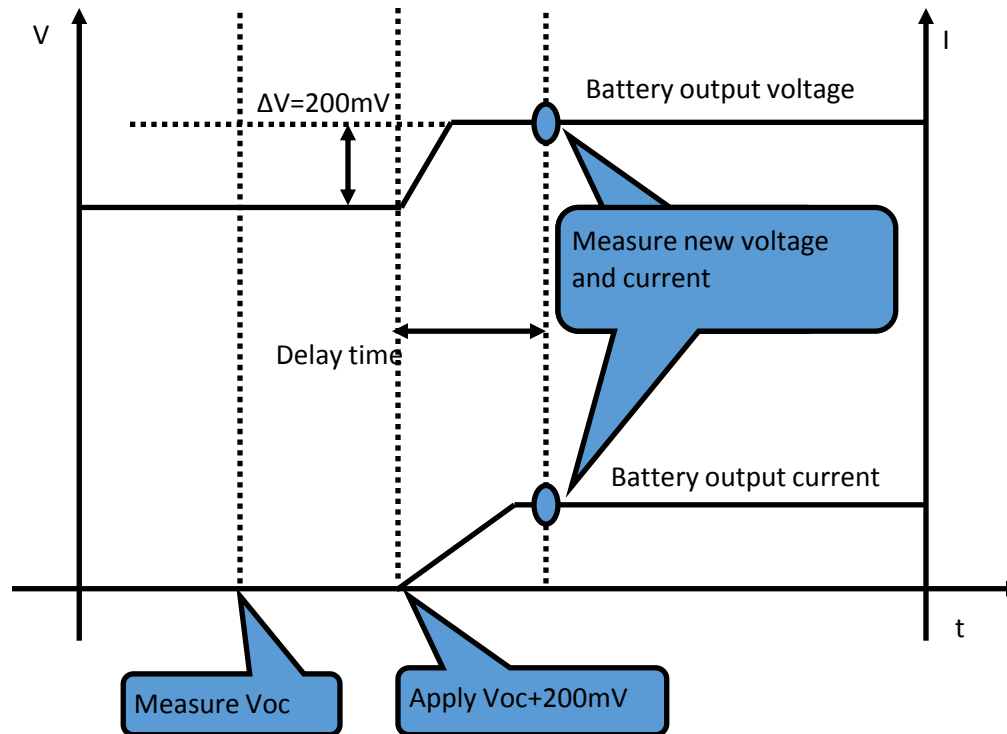 V
I
ΔV=200mV
Battery output voltage
Measure new voltage
and current
Delay time
Battery output current
t
Measure Voc
Apply Voc+200mV